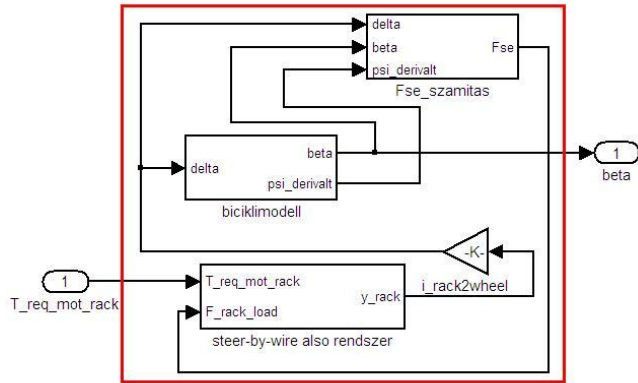 delta
beta
psi_derivalt
Fse
Fse_szamitas
delta
beta
psi_derivalt
biciklimodell
1
beta
-K-
i_rack2wheel
1
T_req_mot_rack
T_req_mot_rack
F_rack_load
y_rack
steer-by-wire also rendszer